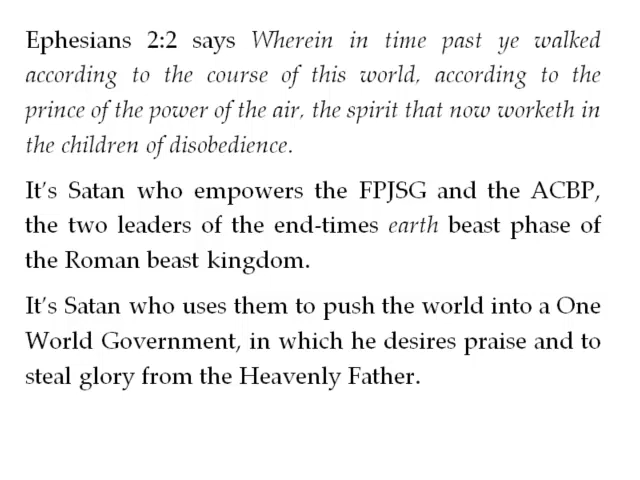 Ephesians 2:2 says Wherein in time past ye walked
according to the course of this world, according to the
prince of the power of the air, the spirit that now worketh in
the children of disobedience.
It's Satan who empowers the FPJSG and the ACBP,
the two leaders of the end-times earth beast phase of
the Roman beast kingdom.
It's Satan who uses them to push the world into a One
World Government, in which he desires praise and to
steal glory from the Heavenly Father.